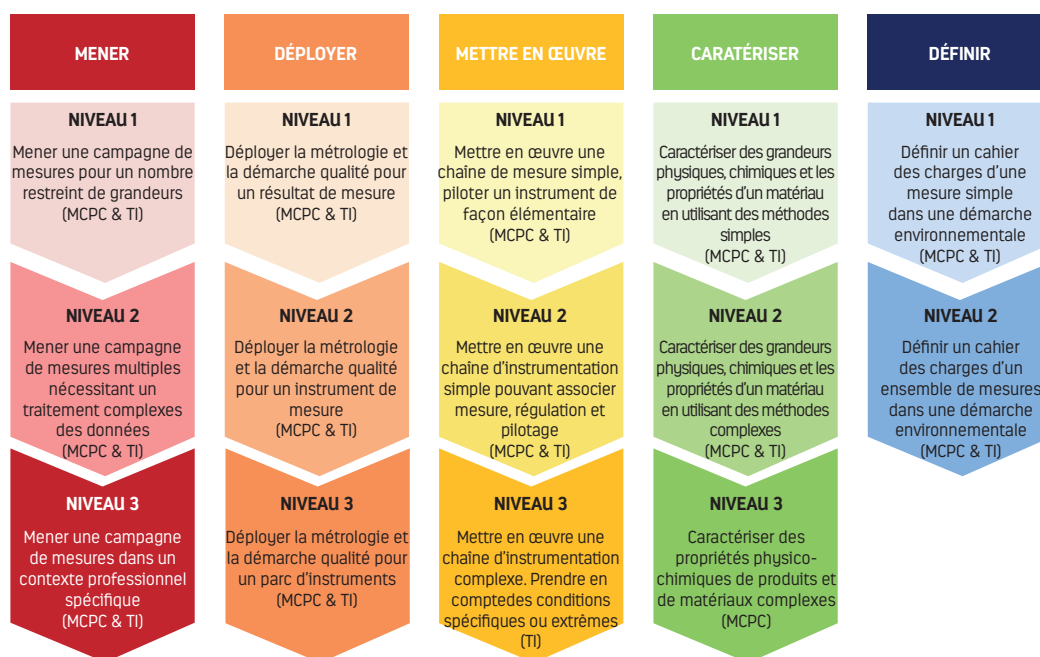 MENER
NIVEAU 1
Mener une campagne de
mesures pour un nombre
restreint de grandeurs
(MCPC & TI)
NIVEAU 2
Mener une campagne
de mesures multiples
nécessitant un
traitement complexes
des données
(MCPC & TI)
NIVEAU 3
Mener une campagne
de mesures dans un
contexte professionnel
spécifique
(MCPC & TI)
DÉPLOYER
NIVEAU 1
Déployer la métrologie et
la démarche qualité pour
un résultat de mesure
(MCPC & TI)
NIVEAU 2
Déployer la métrologie
et la démarche qualité
pour un instrument de
mesure
(MCPC & TI)
NIVEAU 3
Déployer la métrologie et
la démarche qualité pour
un parc d'instruments
(MCPC & TI)
METTRE EN ŒUVRE
NIVEAU 1
Mettre en œuvre une
chaîne de mesure simple,
piloter un instrument de
façon élémentaire
(MCPC & TI)
NIVEAU 2
Mettre en œuvre une
chaîne d'instrumentation
simple pouvant associer
mesure, régulation et
pilotage
(MCPC & TI)
NIVEAU 3
Mettre en œuvre une
chaîne d'instrumentation
complexe. Prendre en
comptedes conditions
spécifiques ou extrêmes
(TI)
CARATÉRISER
NIVEAU 1
Caractériser des grandeurs
physiques, chimiques et les
propriétés d'un matériau
en utilisant des méthodes
simples
(MCPC & TI)
NIVEAU 2
Caractériser des grandeurs
physiques, chimiques et les
propriétés d'un matériau
en utilisant des méthodes
complexes
(MCPC & TI)
NIVEAU 3
Caractériser des
propriétés physico-
chimiques de produits et
de matériaux complexes
(MCPC)
DÉFINIR
NIVEAU 1
Définir un cahier
des charges d'une
mesure simple
dans une démarche
environnementale
(MCPC & TI)
NIVEAU 2
Définir un cahier
des charges d'un
ensemble de mesures
dans une démarche
environnementale
(MCPC & TI)